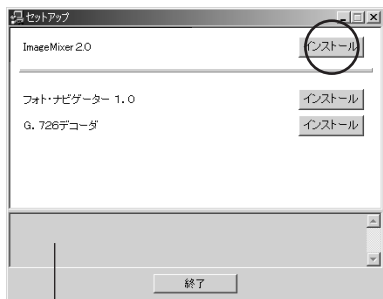 セットアップ
ImageMixer 2.0 インストール
フォト・ナビゲーター 1.0 インストール
G.726デコーダ インストール
終了